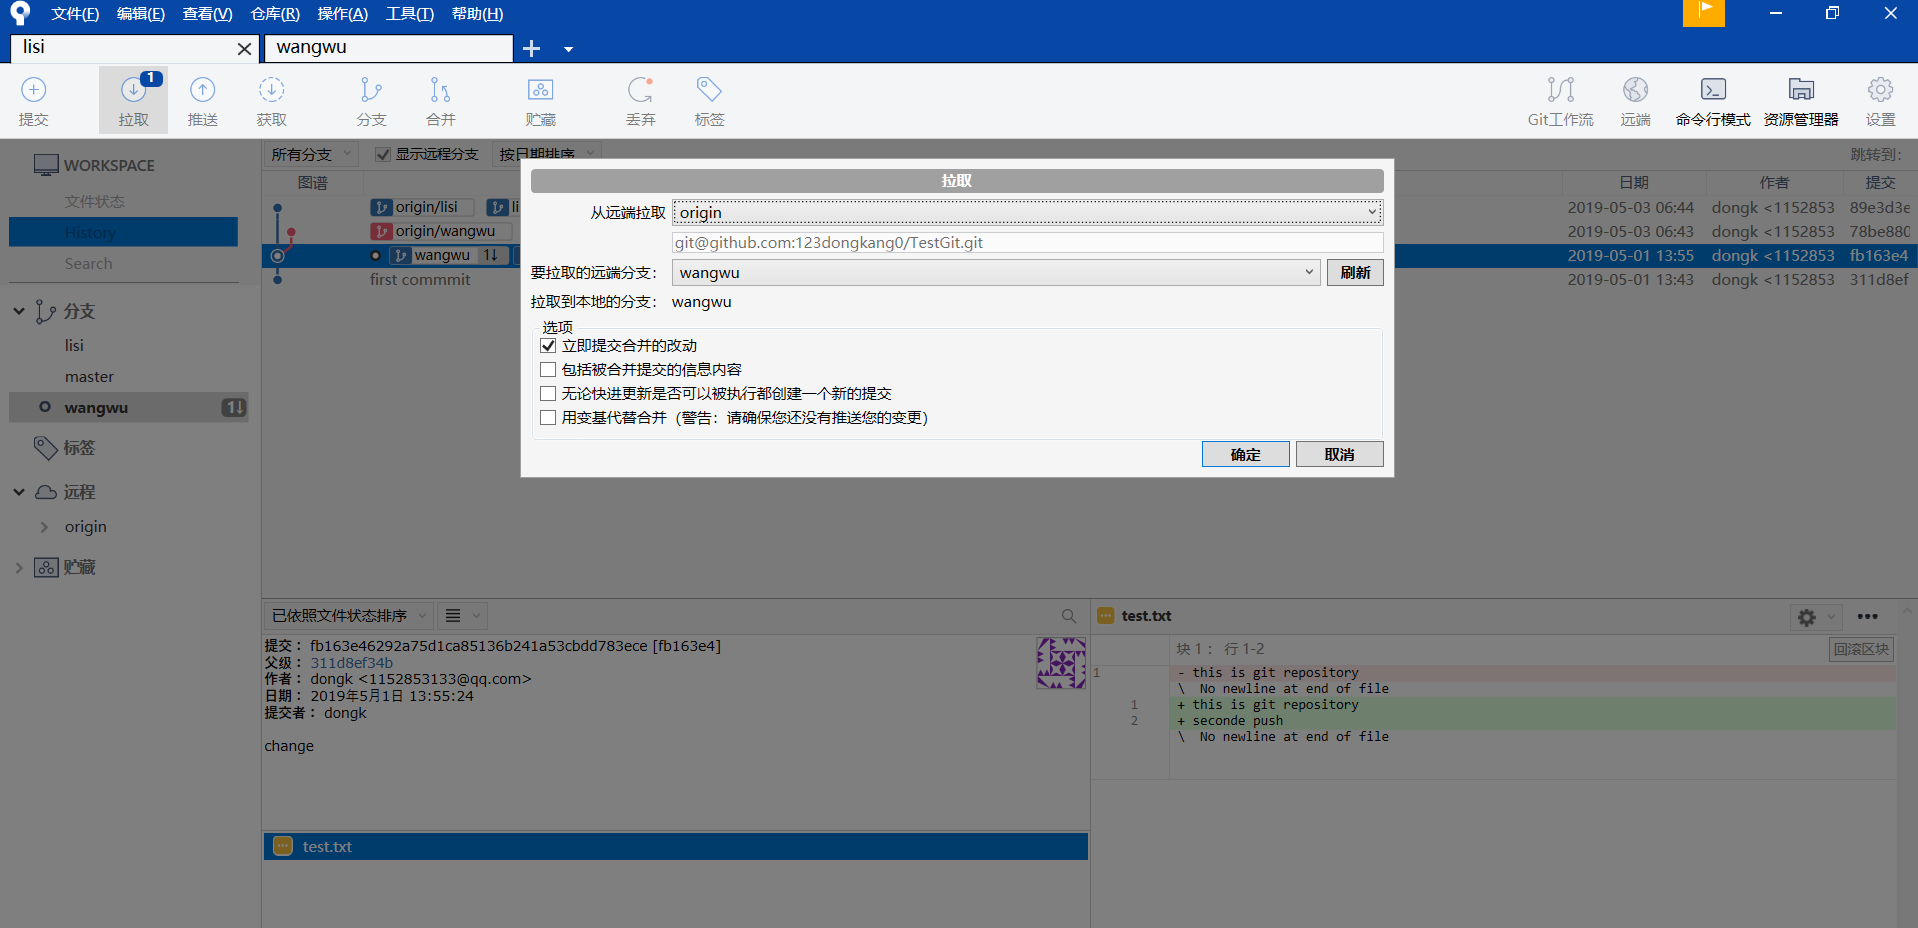 文件(F) 编辑(E) 查看(V) 仓库(R) 操作(A) 工具(T) 帮助(H)
lisi
wangwu
1
提交 拉取 推送 获取 分支 合并 贮藏 丢弃 标签 Git工作流 远端 命令行模式 资源管理器 设置
WORKSPACE
文件状态
History
Search
分支
lisi
master
wangwu 1↓
标签
远程
origin
贮藏
所有分支 显示远程分支 按日期排序 跳转到:
图谱 日期 作者 提交
origin/lisi 2019-05-03 06:44 dongk <1152853 89e3d3e
origin/wangwu 2019-05-03 06:43 dongk <1152853 78be880
wangwu 1↓ 2019-05-01 13:55 dongk <1152853 fb163e4
first commmit 2019-05-01 13:43 dongk <1152853 311d8ef
拉取
从远端拉取 origin
git@github.com:123dongkang0/TestGit.git
要拉取的远端分支: wangwu 刷新
拉取到本地的分支: wangwu
选项
立即提交合并的改动
包括被合并提交的信息内容
无论快进更新是否可以被执行都创建一个新的提交
用变基代替合并（警告：请确保您还没有推送您的变更）
确定 取消
已依照文件状态排序
提交： fb163e46292a75d1ca85136b241a53cbdd783ece [fb163e4]
父级： 311d8ef34b
作者： dongk <1152853133@qq.com>
日期： 2019年5月1日 13:55:24
提交者： dongk
change
test.txt
test.txt
块 1： 行 1-2 回滚区块
1 - this is git repository
\ No newline at end of file
1 + this is git repository
2 + seconde push
\ No newline at end of file